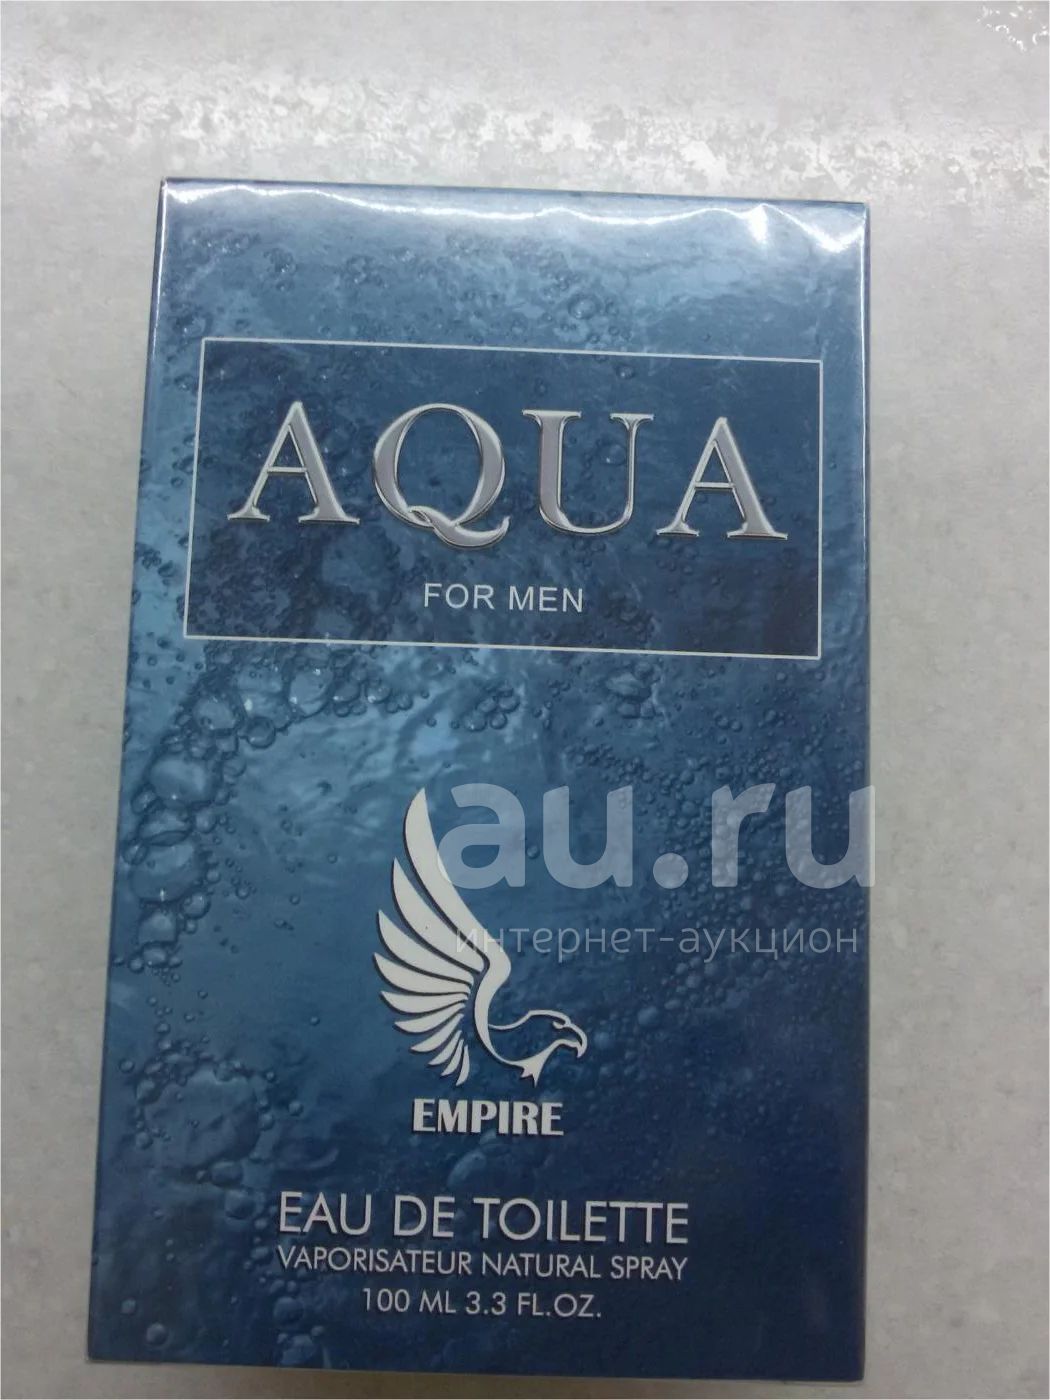 AQUA
FOR MEN
au.ru
интернет-аукцион
EMPIRE
EAU DE TOILETTE
VAPORISATEUR NATURAL SPRAY
100 ML 3.3 FL.OZ.